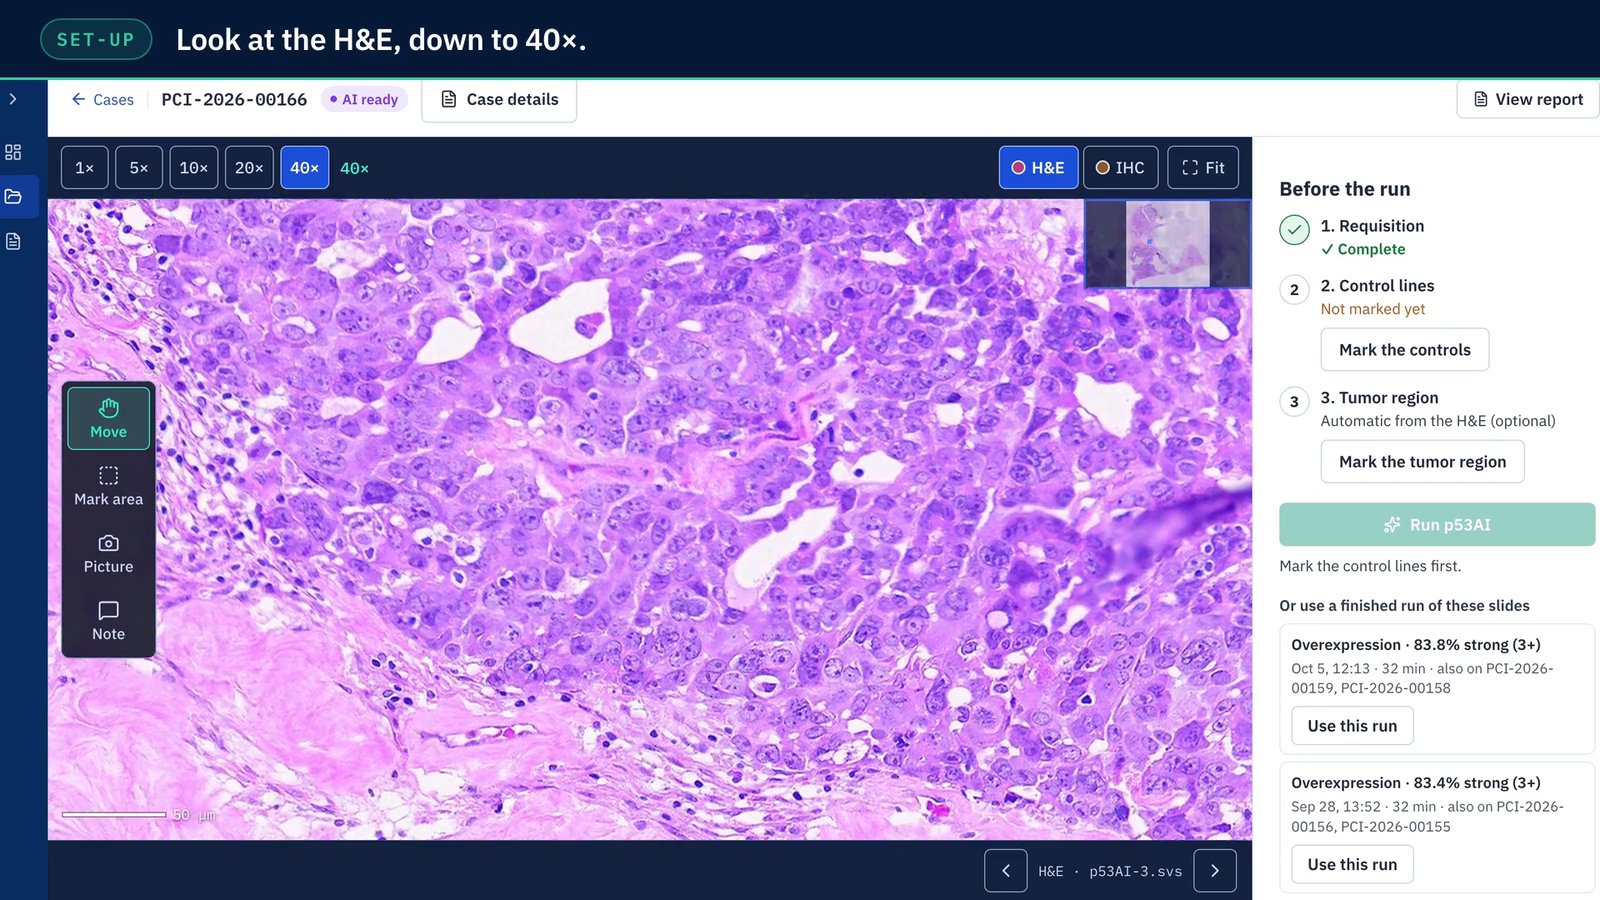 SET-UP
Look at the H&E, down to 40×.
Cases
PCI-2026-00166
AI ready
Case details
View report
1×
5×
10×
20×
40×
40×
H&E
IHC
Fit
Move
Mark area
Picture
Note
50 µm
H&E · p53AI-3.svs
Before the run
1. Requisition
✓ Complete
2
2. Control lines
Not marked yet
Mark the controls
3
3. Tumor region
Automatic from the H&E (optional)
Mark the tumor region
Run p53AI
Mark the control lines first.
Or use a finished run of these slides
Overexpression · 83.8% strong (3+)
Oct 5, 12:13 · 32 min · also on PCI-2026-
00159, PCI-2026-00158
Use this run
Overexpression · 83.4% strong (3+)
Sep 28, 13:52 · 32 min · also on PCI-2026-
00156, PCI-2026-00155
Use this run